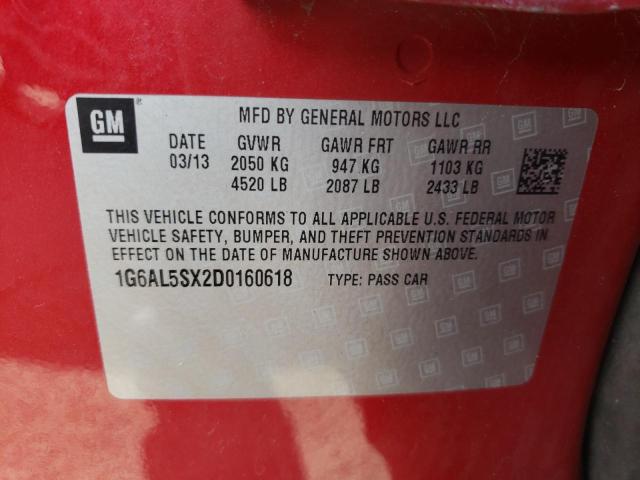 GM
®
MFD BY GENERAL MOTORS LLC
DATE GVWR GAWR FRT GAWR RR
03/13 2050 KG 947 KG 1103 KG
4520 LB 2087 LB 2433 LB
THIS VEHICLE CONFORMS TO ALL APPLICABLE U.S. FEDERAL MOTOR
VEHICLE SAFETY, BUMPER, AND THEFT PREVENTION STANDARDS IN
EFFECT ON THE DATE OF MANUFACTURE SHOWN ABOVE.
1G6AL5SX2D0160618 TYPE: PASS CAR